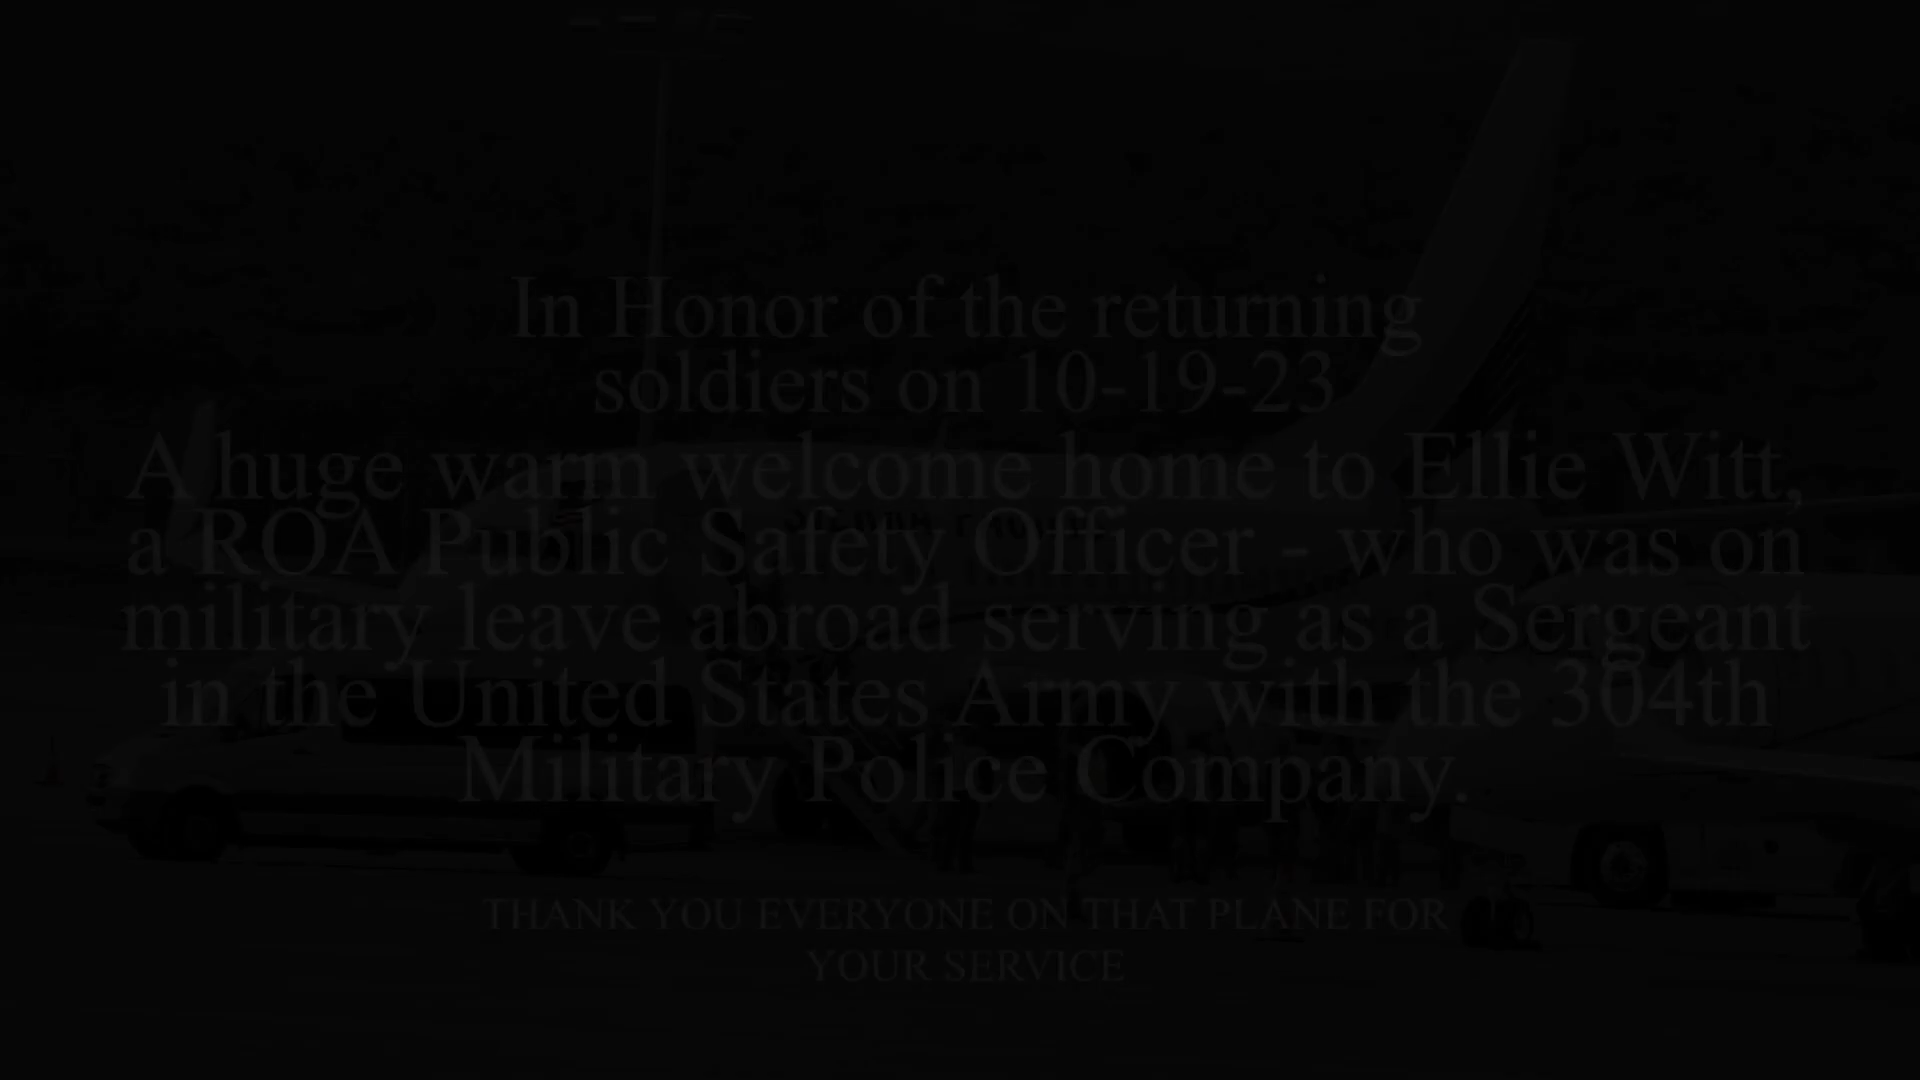 In Honor of the returning
soldiers on 10-19-23
A huge warm welcome home to Ellie Witt,
a ROA Public Safety Officer - who was on
military leave abroad serving as a Sergeant
in the United States Army with the 304th
Military Police Company.
THANK YOU EVERYONE ON THAT PLANE FOR
YOUR SERVICE